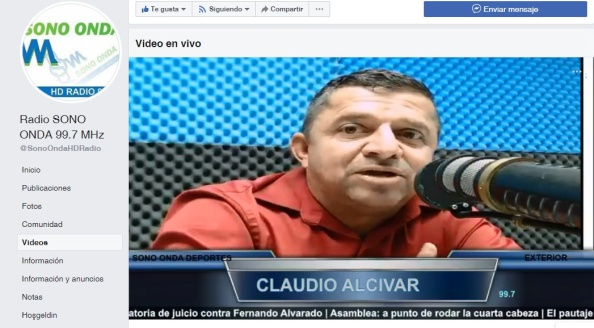 Te gusta
Siguiendo
Compartir
...
Enviar mensaje
SONO ONDA
SONO ONDA
HD RADIO
Video en vivo
Radio SONO
ONDA 99.7 MHz
@SonoOndaHDRadio
Inicio
Publicaciones
Fotos
Comunidad
Videos
Información
Información y anuncios
Notas
Hosgeldin
SONO ONDA DEPORTES
EXTERIOR
CLAUDIO ALCIVAR
99.7
atoria de juicio contra Fernando Alvarado | Asamblea: a punto de rodar la cuarta cabeza | El pautaje